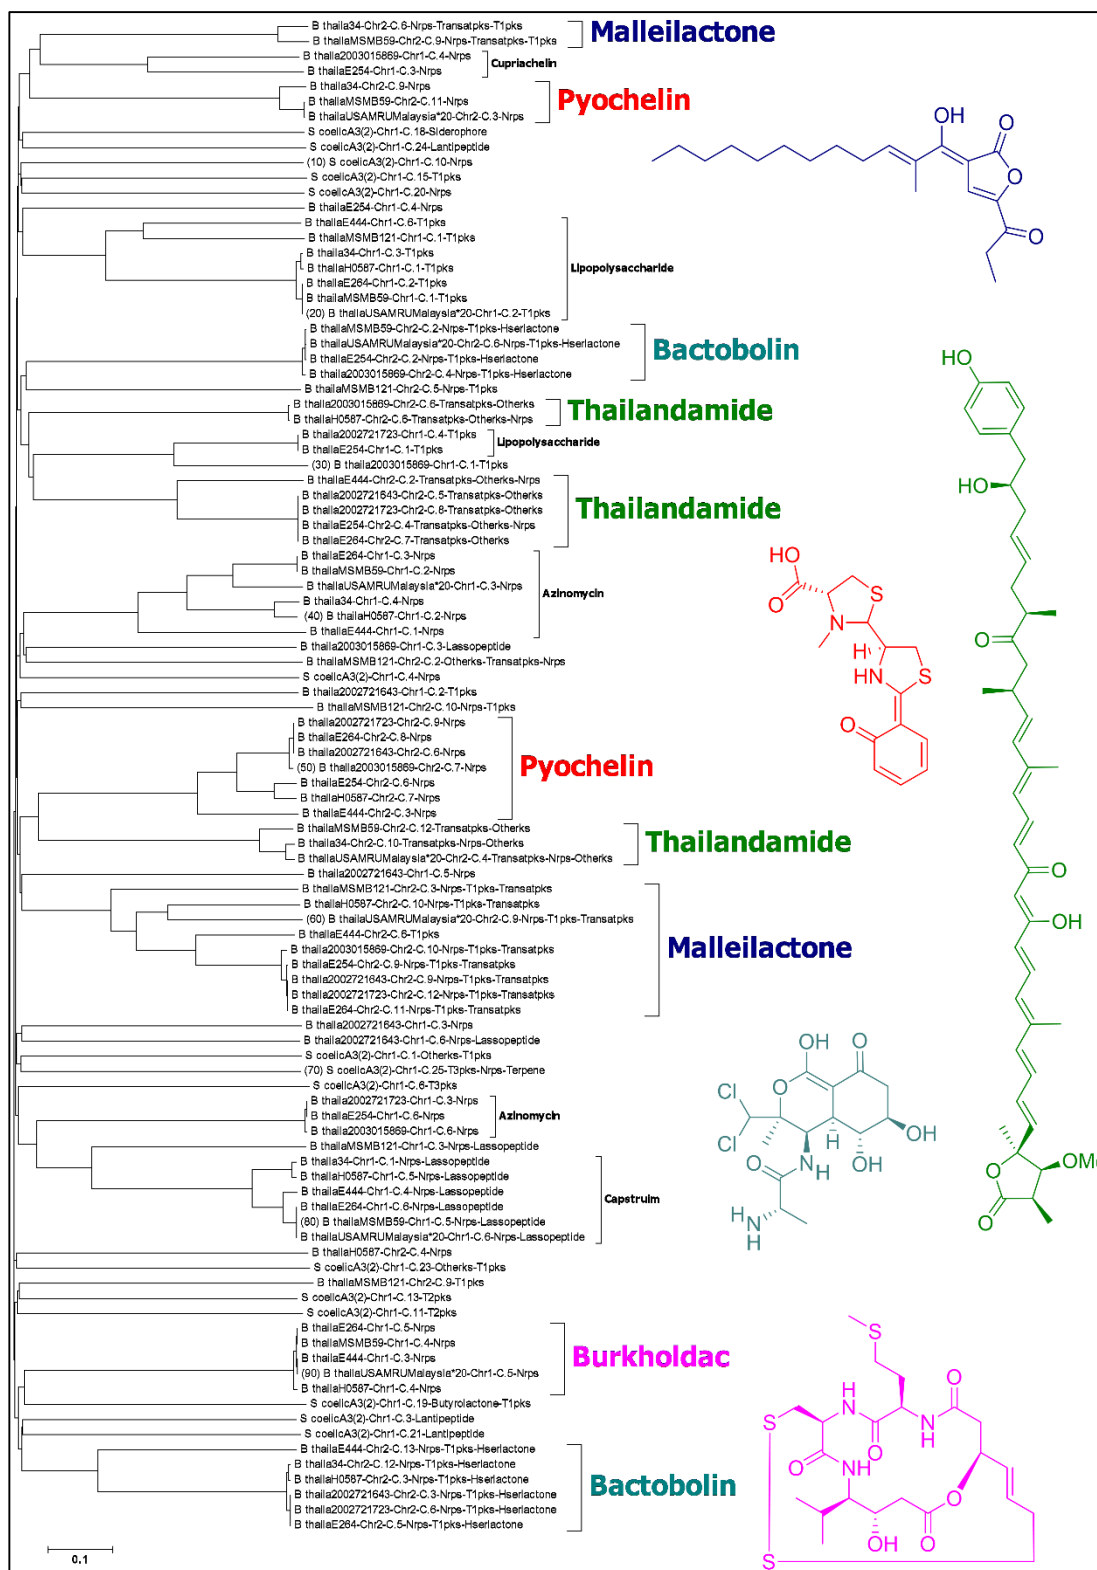 B thaila34-Chr2-C.6-Nrps-Transatpks-T1pks
B thailaMSMB59-Chr2-C.9-Nrps-Transatpks-T1pks
Malleilactone
B thaila2003015869-Chr1-C.4-Nrps
B thailaE254-Chr1-C.3-Nrps
Cupriachelin
B thaila34-Chr2-C.9-Nrps
B thailaMSMB59-Chr2-C.11-Nrps
B thailaUSAMRUMalaysia*20-Chr2-C.3-Nrps
Pyochelin
S coelicA3(2)-Chr1-C.18-Siderophore
S coelicA3(2)-Chr1-C.24-Lantipeptide
(10) S coelicA3(2)-Chr1-C.10-Nrps
S coelicA3(2)-Chr1-C.15-T1pks
S coelicA3(2)-Chr1-C.20-Nrps
B thailaE254-Chr1-C.4-Nrps
B thailaE444-Chr1-C.6-T1pks
B thailaMSMB121-Chr1-C.1-T1pks
B thaila34-Chr1-C.3-T1pks
B thailaH0587-Chr1-C.1-T1pks
B thailaE264-Chr1-C.2-T1pks
B thailaMSMB59-Chr1-C.1-T1pks
(20) B thailaUSAMRUMalaysia*20-Chr1-C.2-T1pks
Lipopolysaccharide
B thailaMSMB59-Chr2-C.2-Nrps-T1pks-Hserlactone
B thailaUSAMRUMalaysia*20-Chr2-C.6-Nrps-T1pks-Hserlactone
B thailaE254-Chr2-C.2-Nrps-T1pks-Hserlactone
B thaila2003015869-Chr2-C.4-Nrps-T1pks-Hserlactone
Bactobolin
B thailaMSMB121-Chr2-C.5-Nrps-T1pks
B thaila2003015869-Chr2-C.6-Transatpks-Otherks
B thailaH0587-Chr2-C.6-Transatpks-Otherks-Nrps
Thailandamide
B thaila2002721723-Chr1-C.4-T1pks
B thailaE254-Chr1-C.1-T1pks
Lipopolysaccharide
(30) B thaila2003015869-Chr1-C.1-T1pks
B thailaE444-Chr2-C.2-Transatpks-Otherks-Nrps
B thaila2002721643-Chr2-C.5-Transatpks-Otherks
B thaila2002721723-Chr2-C.8-Transatpks-Otherks
B thailaE254-Chr2-C.4-Transatpks-Otherks-Nrps
B thailaE264-Chr2-C.7-Transatpks-Otherks
Thailandamide
B thailaE264-Chr1-C.3-Nrps
B thailaMSMB59-Chr1-C.2-Nrps
B thailaUSAMRUMalaysia*20-Chr1-C.3-Nrps
B thaila34-Chr1-C.4-Nrps
(40) B thailaH0587-Chr1-C.2-Nrps
B thailaE444-Chr1-C.1-Nrps
Azinomycin
B thaila2003015869-Chr1-C.3-Lassopeptide
B thailaMSMB121-Chr2-C.2-Otherks-Transatpks-Nrps
S coelicA3(2)-Chr1-C.4-Nrps
B thaila2002721643-Chr1-C.2-T1pks
B thailaMSMB121-Chr2-C.10-Nrps-T1pks
B thaila2002721723-Chr2-C.9-Nrps
B thailaE264-Chr2-C.8-Nrps
B thaila2002721643-Chr2-C.6-Nrps
(50) B thaila2003015869-Chr2-C.7-Nrps
B thailaE254-Chr2-C.6-Nrps
B thailaH0587-Chr2-C.7-Nrps
B thailaE444-Chr2-C.3-Nrps
Pyochelin
B thailaMSMB59-Chr2-C.12-Transatpks-Otherks
B thaila34-Chr2-C.10-Transatpks-Nrps-Otherks
B thailaUSAMRUMalaysia*20-Chr2-C.4-Transatpks-Nrps-Otherks
Thailandamide
B thaila2002721643-Chr1-C.5-Nrps
B thailaMSMB121-Chr2-C.3-Nrps-T1pks-Transatpks
B thailaH0587-Chr2-C.10-Nrps-T1pks-Transatpks
(60) B thailaUSAMRUMalaysia*20-Chr2-C.9-Nrps-T1pks-Transatpks
B thailaE444-Chr2-C.6-T1pks
B thaila2003015869-Chr2-C.10-Nrps-T1pks-Transatpks
B thailaE254-Chr2-C.9-Nrps-T1pks-Transatpks
B thaila2002721643-Chr2-C.9-Nrps-T1pks-Transatpks
B thaila2002721723-Chr2-C.12-Nrps-T1pks-Transatpks
B thailaE264-Chr2-C.11-Nrps-T1pks-Transatpks
Malleilactone
B thaila2002721643-Chr1-C.3-Nrps
B thaila2002721643-Chr1-C.6-Nrps-Lassopeptide
S coelicA3(2)-Chr1-C.1-Otherks-T1pks
(70) S coelicA3(2)-Chr1-C.25-T3pks-Nrps-Terpene
S coelicA3(2)-Chr1-C.6-T3pks
B thaila2002721723-Chr1-C.3-Nrps
B thailaE254-Chr1-C.6-Nrps
B thaila2003015869-Chr1-C.6-Nrps
Azinomycin
B thailaMSMB121-Chr1-C.3-Nrps-Lassopeptide
B thaila34-Chr1-C.1-Nrps-Lassopeptide
B thailaH0587-Chr1-C.5-Nrps-Lassopeptide
B thailaE444-Chr1-C.4-Nrps-Lassopeptide
B thailaE264-Chr1-C.6-Nrps-Lassopeptide
(80) B thailaMSMB59-Chr1-C.5-Nrps-Lassopeptide
B thailaUSAMRUMalaysia*20-Chr1-C.6-Nrps-Lassopeptide
Capstruim
B thailaH0587-Chr2-C.4-Nrps
S coelicA3(2)-Chr1-C.23-Otherks-T1pks
B thailaMSMB121-Chr2-C.9-T1pks
S coelicA3(2)-Chr1-C.13-T2pks
S coelicA3(2)-Chr1-C.11-T2pks
B thailaE264-Chr1-C.5-Nrps
B thailaMSMB59-Chr1-C.4-Nrps
B thailaE444-Chr1-C.3-Nrps
(90) B thailaUSAMRUMalaysia*20-Chr1-C.5-Nrps
B thailaH0587-Chr1-C.4-Nrps
Burkholdac
S coelicA3(2)-Chr1-C.19-Butyrolactone-T1pks
S coelicA3(2)-Chr1-C.3-Lantipeptide
S coelicA3(2)-Chr1-C.21-Lantipeptide
B thailaE444-Chr2-C.13-Nrps-T1pks-Hserlactone
B thaila34-Chr2-C.12-Nrps-T1pks-Hserlactone
B thailaH0587-Chr2-C.3-Nrps-T1pks-Hserlactone
B thaila2002721643-Chr2-C.3-Nrps-T1pks-Hserlactone
B thaila2002721723-Chr2-C.6-Nrps-T1pks-Hserlactone
B thailaE264-Chr2-C.5-Nrps-T1pks-Hserlactone
Bactobolin
0.1
OH
O
O
O
HO
HO
O
O
OH
OMe
O
O
HO
O
S
N
H
HN
S
O
OH
O
O
Cl
Cl
H
OH
OH
N
H
O
H
N
H
S
O
H
N
O
N
H
O
S
O
HN
O
O
OH
S